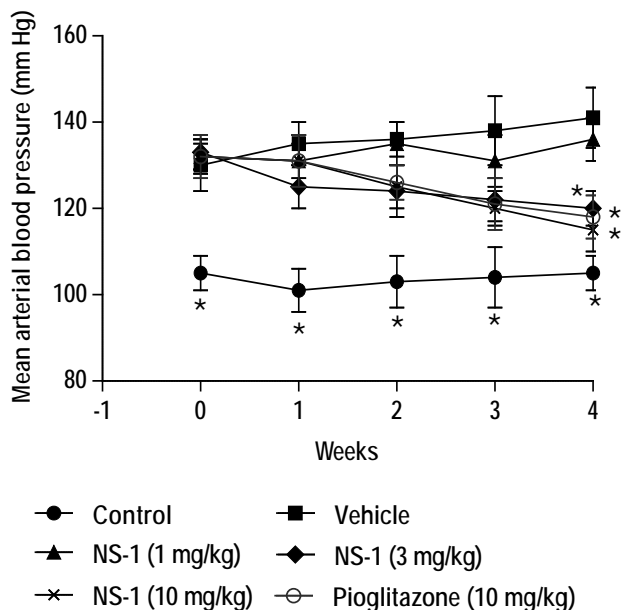 Mean arterial blood pressure (mm Hg)
160
140
120
100
80
-1 0 1 2 3 4
Weeks
* * * * *
* * *
Control Vehicle
NS-1 (1 mg/kg) NS-1 (3 mg/kg)
NS-1 (10 mg/kg) Pioglitazone (10 mg/kg)